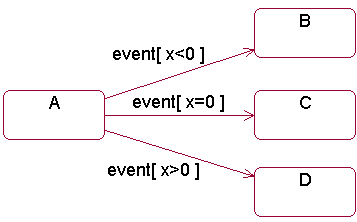 B
event[ x<0 ]
A
event[ x=0 ]
C
event[ x>0 ]
D